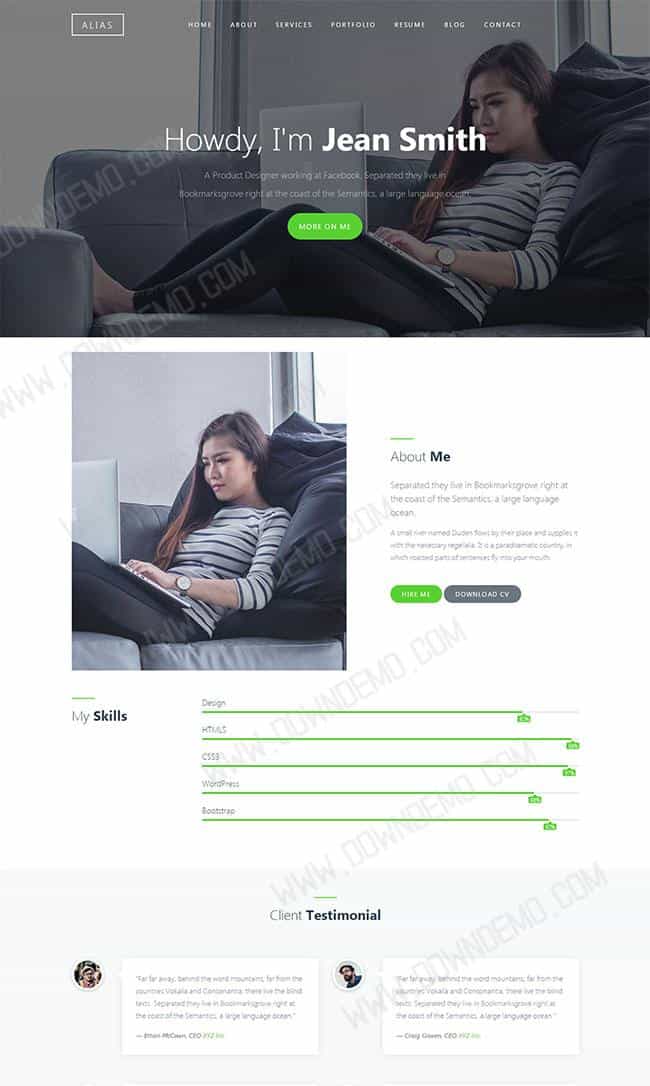 ALIAS
HOME ABOUT SERVICES PORTFOLIO RESUME BLOG CONTACT
Howdy, I'm Jean Smith
A Product Designer working at Facebook. Separated they live in
Bookmarksgrove right at the coast of the Semantics, a large language ocean.
MORE ON ME
About Me
Separated they live in Bookmarksgrove right at
the coast of the Semantics, a large language
ocean.
A small river named Duden flows by their place and supplies it
with the necessary regelialia. It is a paradisematic country, in
which roasted parts of sentences fly into your mouth.
HIRE ME DOWNLOAD CV
My Skills
Design
HTML5
CSS3
WordPress
Bootstrap
Client Testimonial
"Far far away, behind the word mountains, far from the
countries Vokalia and Consonantia, there live the blind
texts. Separated they live in Bookmarksgrove right at
the coast of the Semantics, a large language ocean."
— Ethan McCown, CEO XYZ Inc.
"Far far away, behind the word mountains, far from the
countries Vokalia and Consonantia, there live the blind
texts. Separated they live in Bookmarksgrove right at
the coast of the Semantics, a large language ocean."
— Craig Gowen, CEO XYZ Inc.
WWW.DOWNDEMO.COM